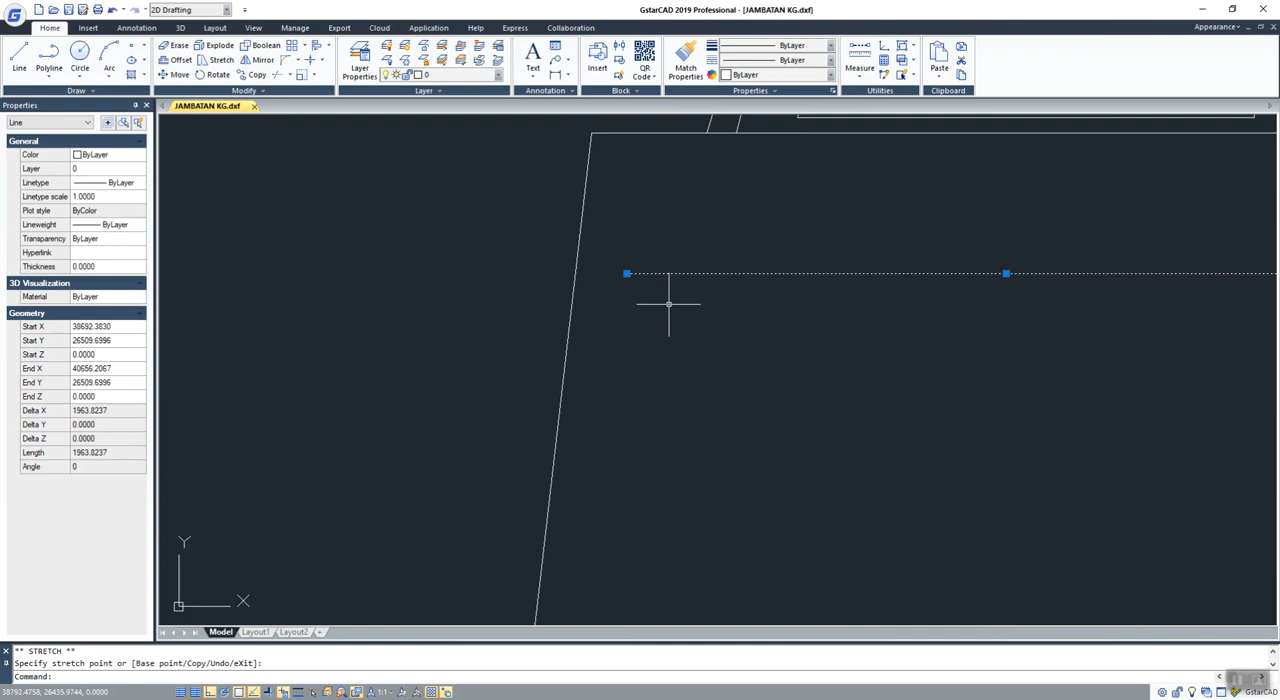 2D Drafting
GstarCAD 2019 Professional - [JAMBATAN KG.dxf]
Home Insert Annotation 3D Layout View Manage Export Cloud Application Help Express Collaboration Appearance
Line Polyline Circle Arc
Erase Explode Boolean
Offset Stretch Mirror
Move Rotate Copy
Layer Properties
0
Text
Insert QR Code
Match Properties
ByLayer
ByLayer
ByLayer
Measure
Paste
Draw Modify Layer Annotation Block Properties Utilities Clipboard
Properties
JAMBATAN KG.dxf
Line
General
Color ByLayer
Layer 0
Linetype ByLayer
Linetype scale 1.0000
Plot style ByColor
Lineweight ByLayer
Transparency ByLayer
Hyperlink
Thickness 0.0000
3D Visualization
Material ByLayer
Geometry
Start X 38692.3830
Start Y 26509.6996
Start Z 0.0000
End X 40656.2067
End Y 26509.6996
End Z 0.0000
Delta X 1963.8237
Delta Y 0.0000
Delta Z 0.0000
Length 1963.8237
Angle 0
Y
X
Model Layout1 Layout2 +
** STRETCH **
Specify stretch point or [Base point/Copy/Undo/eXit]:
Command:
38792.4758, 26435.9744, 0.0000
1:1
GstarCAD